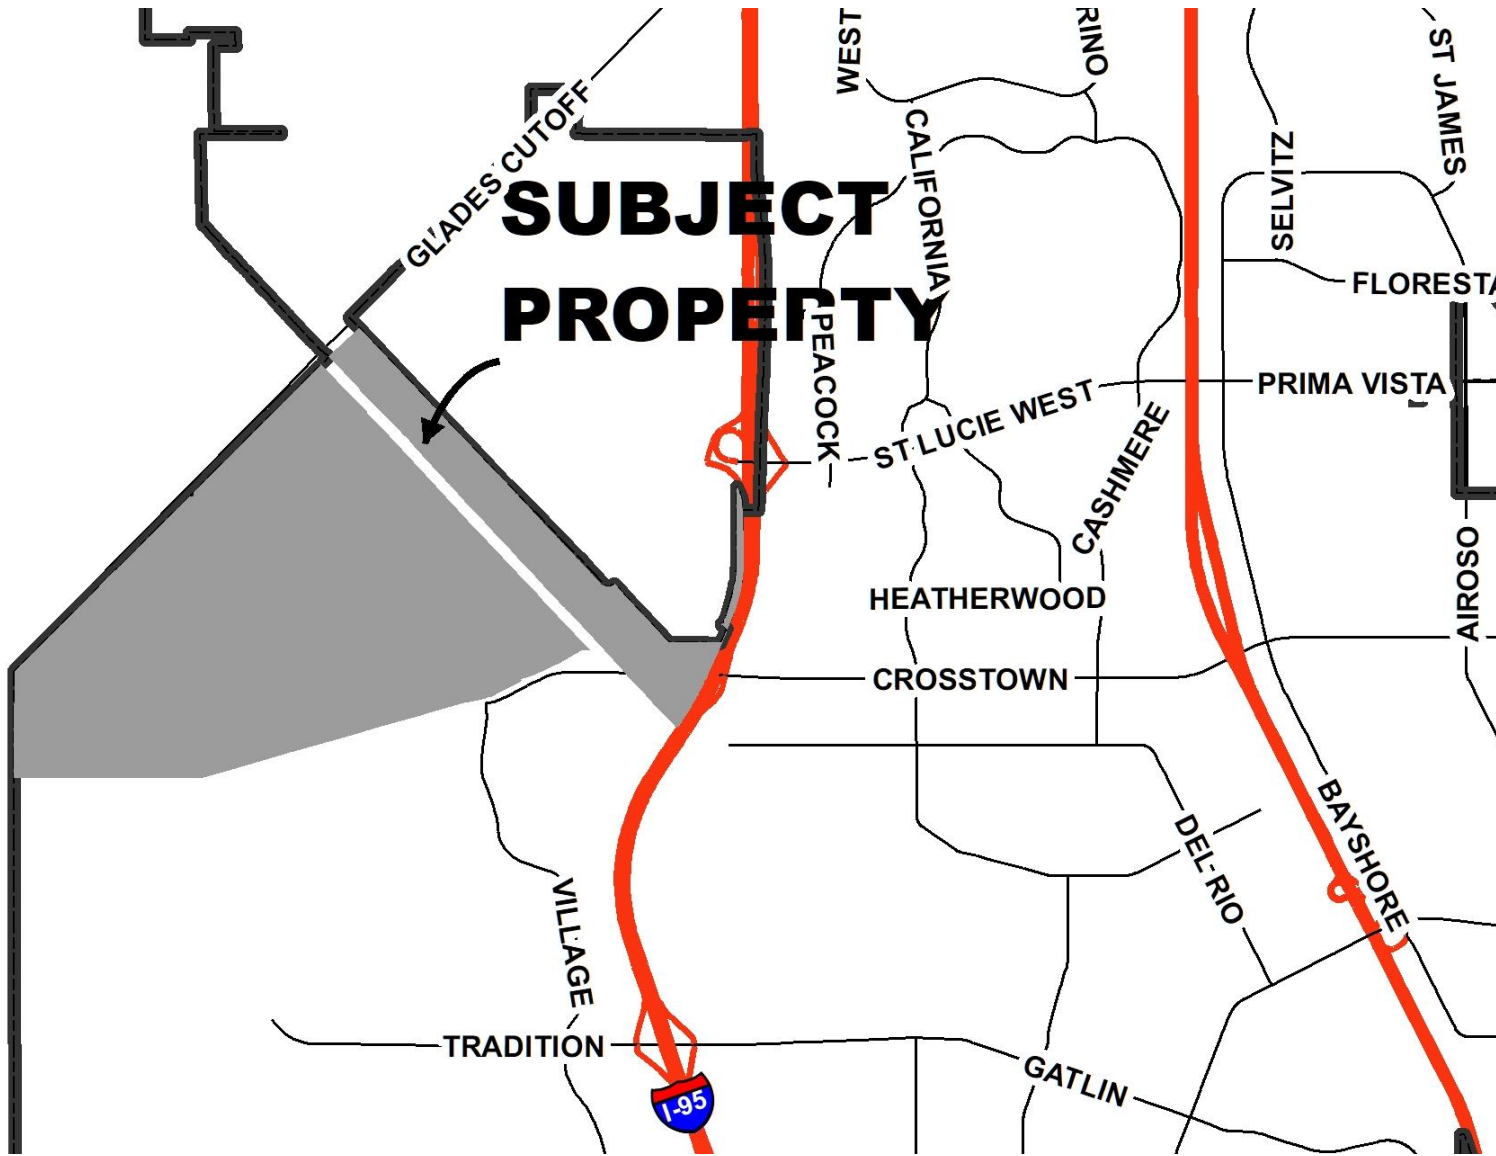 WEST
RINO
ST JAMES
GLADES CUTOFF
CALIFORNIA
SELVITZ
SUBJECT
PROPERTY
FLORESTA
PEACOCK
PRIMA VISTA
ST LUCIE WEST
CASHMERE
HEATHERWOOD
AIROSO
CROSSTOWN
BAYSHORE
DEL RIO
VILLAGE
TRADITION
GATLIN
I-95